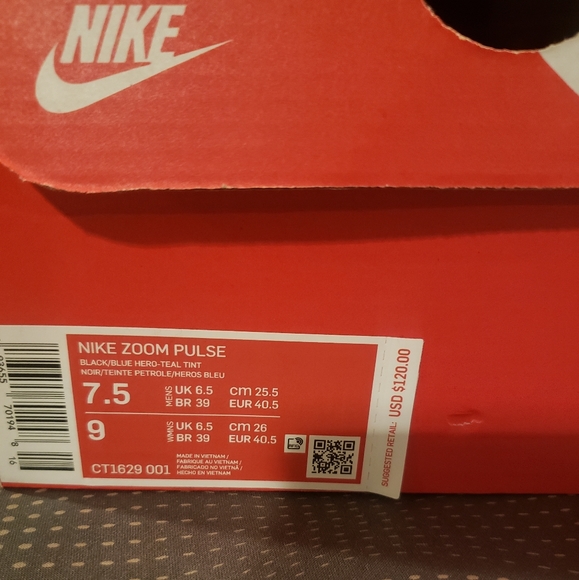 NIKE
NIKE ZOOM PULSE
BLACK/BLUE HERO-TEAL TINT
NOIR/TEINTE PETROLE/HEROS BLEU
7.5 MENS UK 6.5 CM 25.5
BR 39 EUR 40.5
9 WMNS UK 6.5 CM 26
BR 39 EUR 40.5
CT1629 001
MADE IN VIETNAM /
FABRIQUE AU VIETNAM /
FABRICADO NO VIETNÃ /
HECHO EN VIETNAM
SUGGESTED RETAIL: USD $120.00
70194 8
16